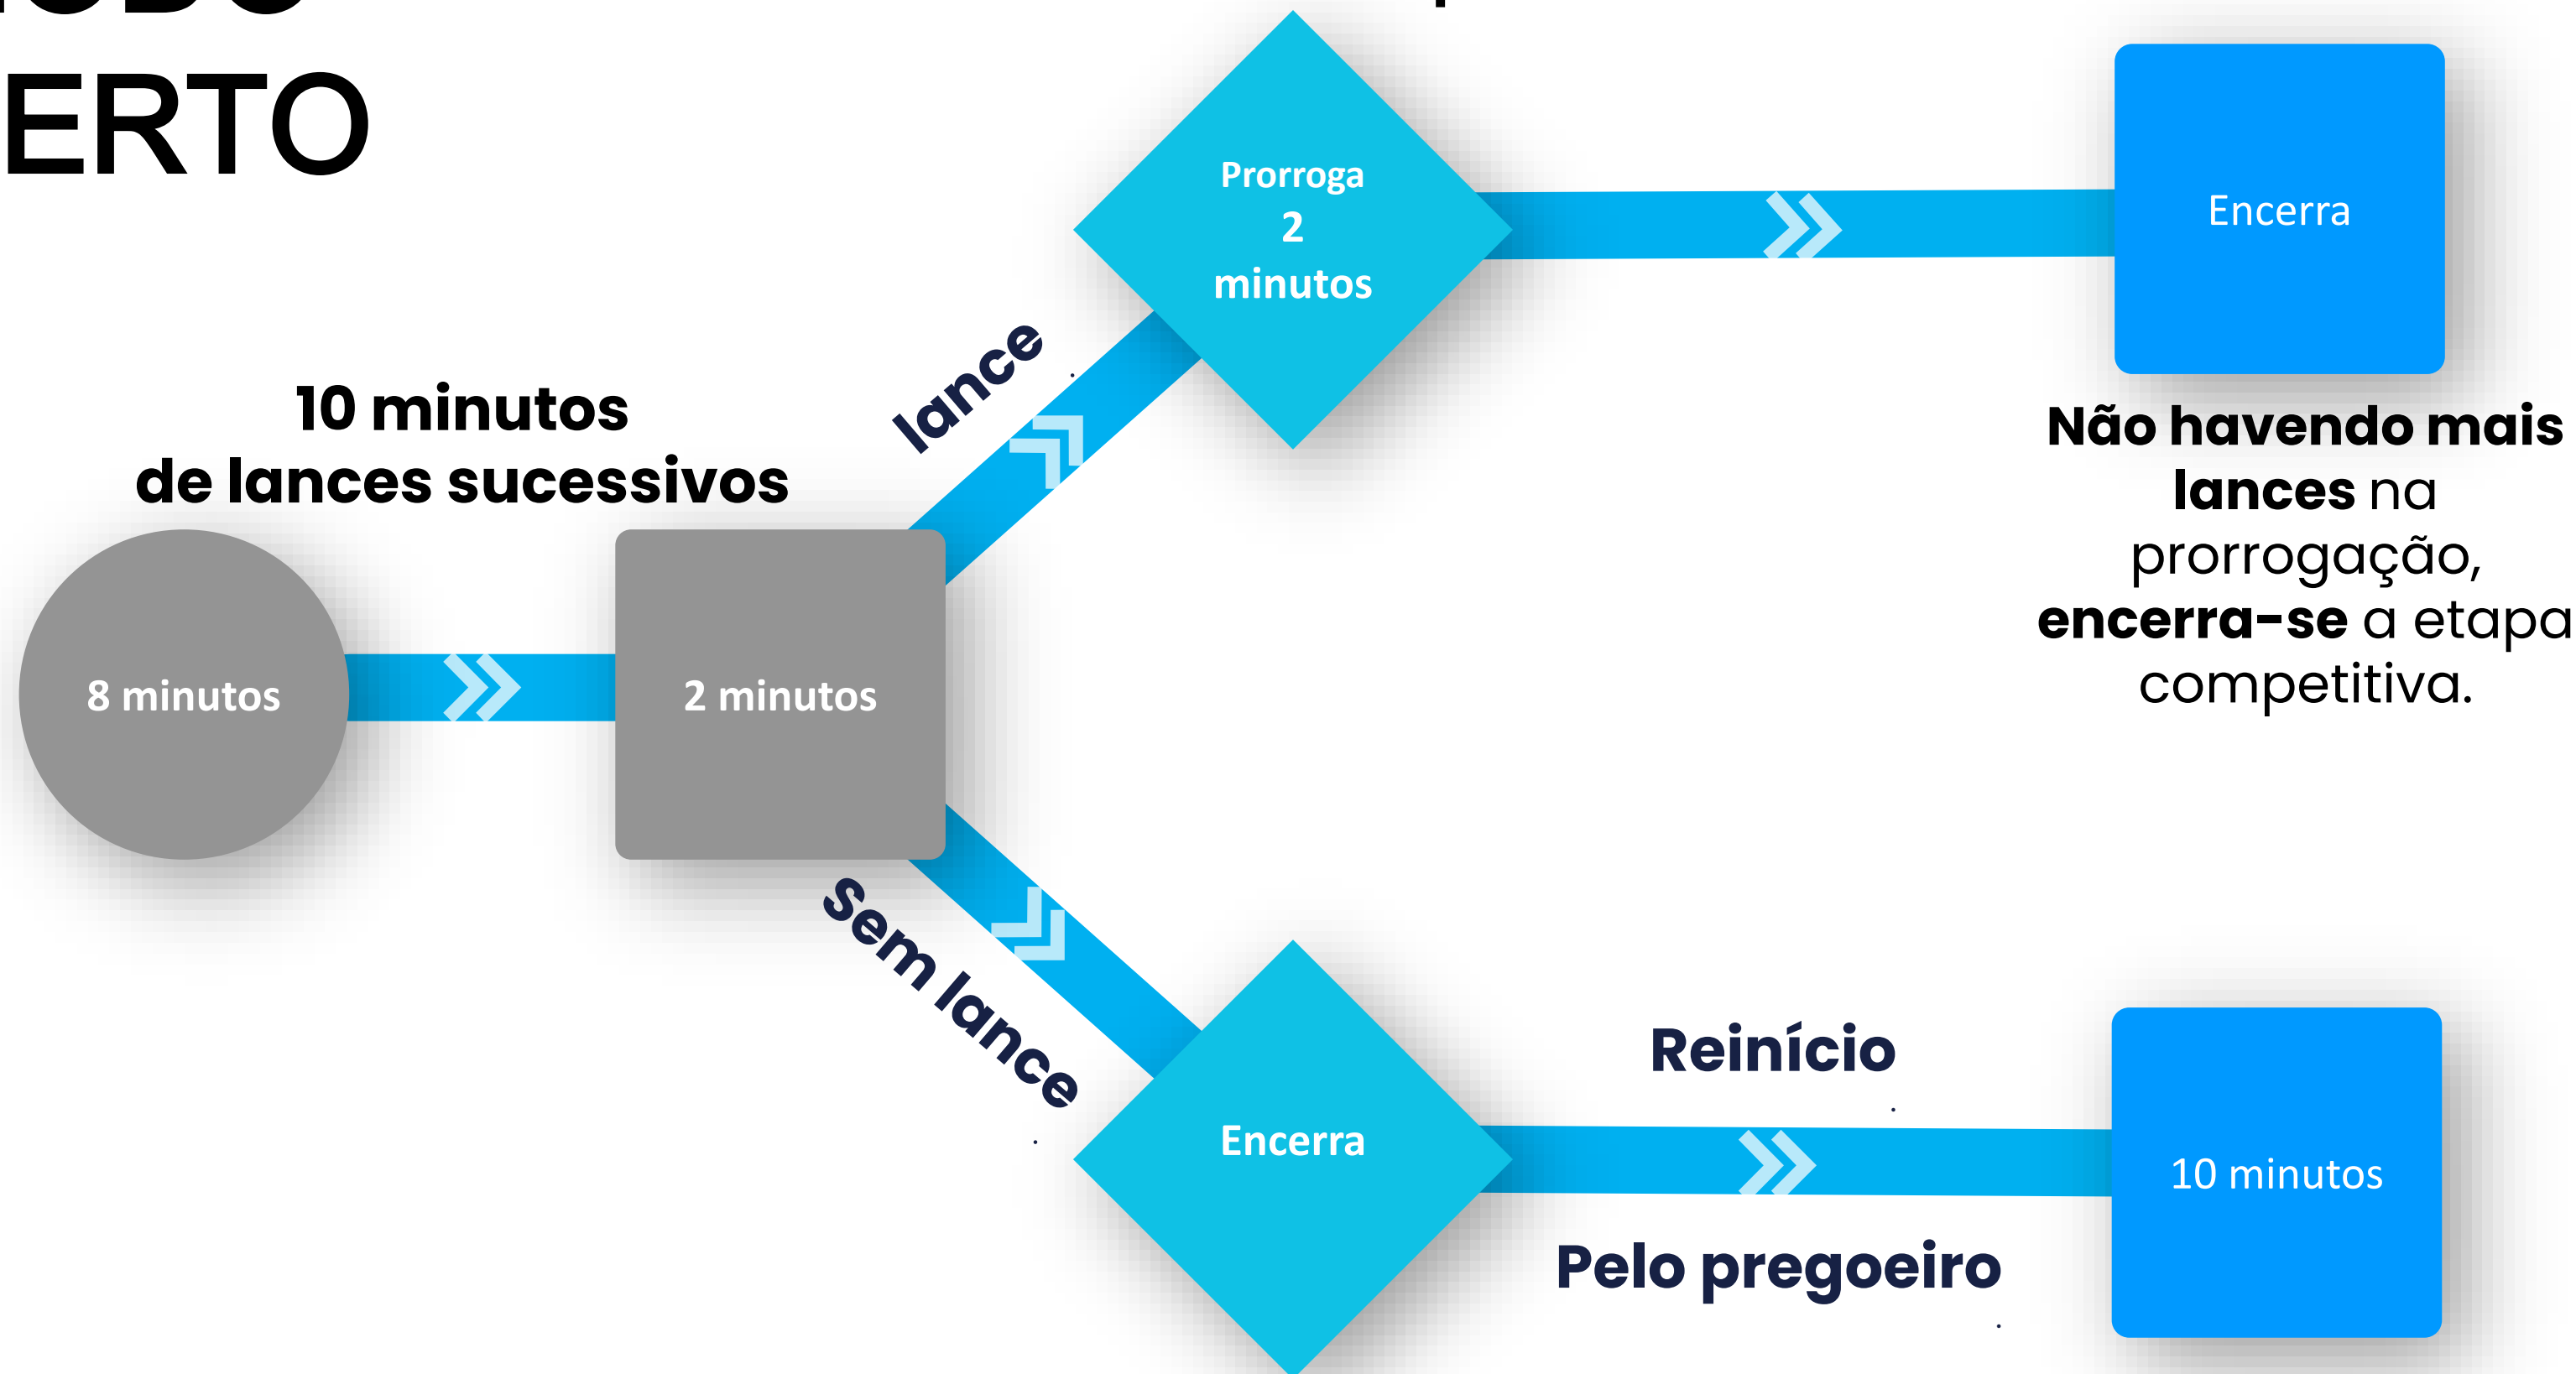 ERTO
Prorroga
2
minutos
Encerra
lance
10 minutos
de lances sucessivos
Não havendo mais
lances na
prorrogação,
encerra-se a etapa
competitiva.
8 minutos
2 minutos
Sem lance
Reinício
Encerra
10 minutos
Pelo pregoeiro